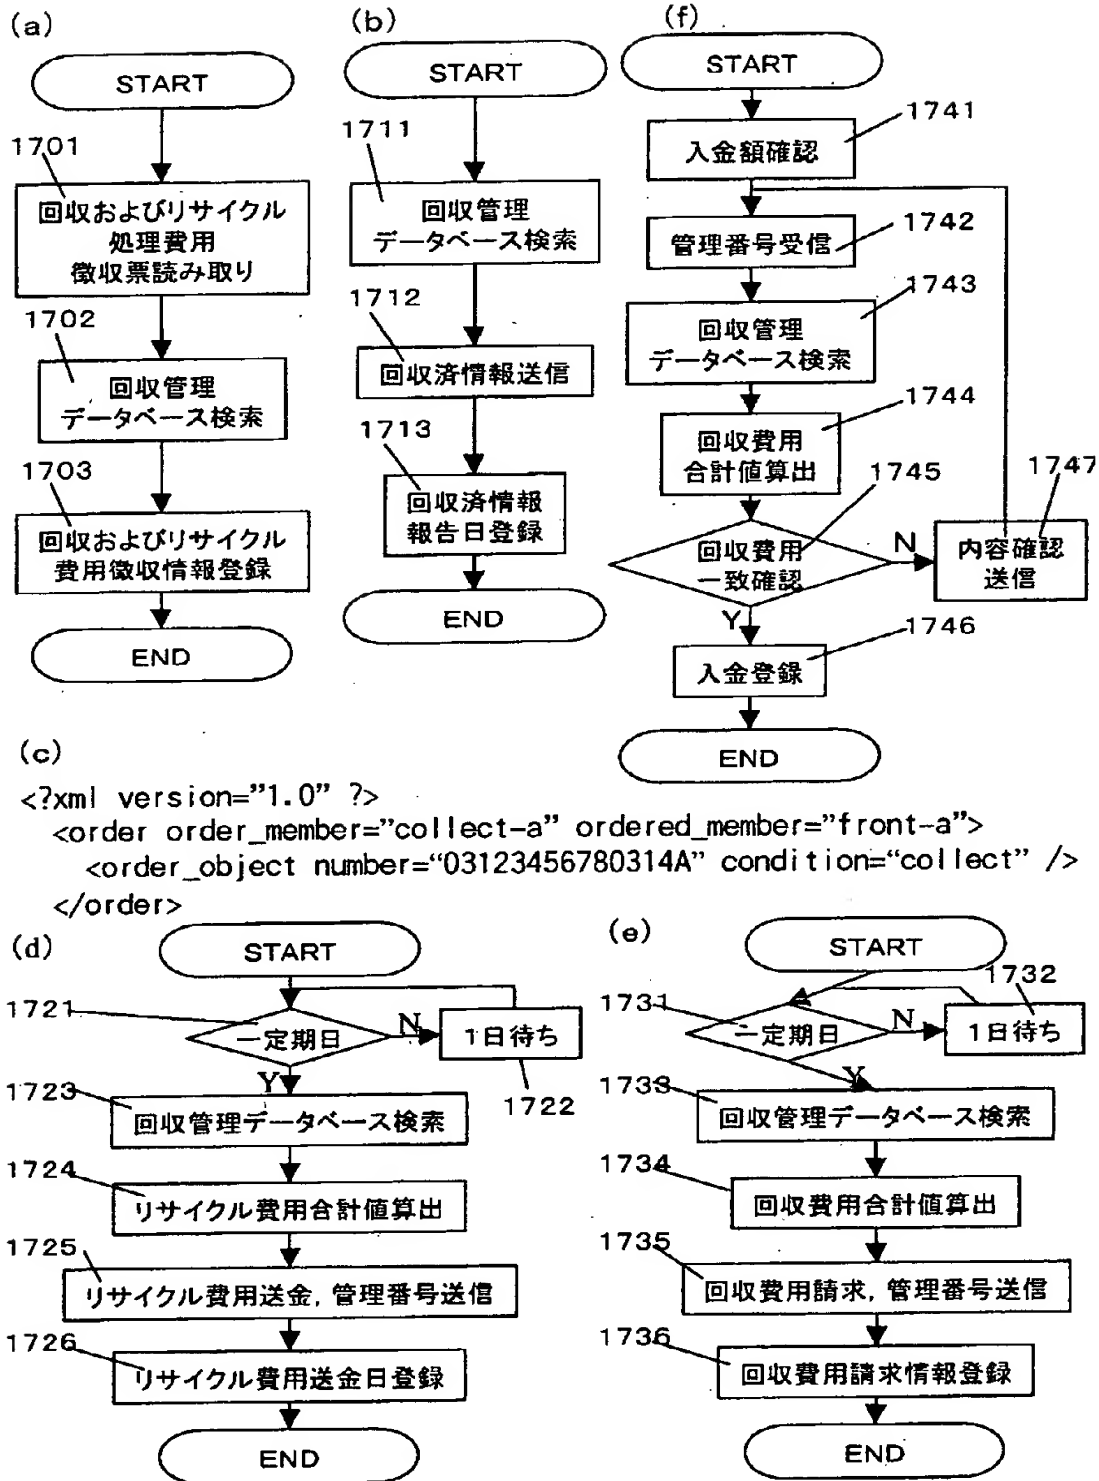 (a)
START
1701
回収およびリサイクル
処理費用
徴収票読み取り
1702
回収管理
データベース検索
1703
回収およびリサイクル
費用徴収情報登録
END
(b)
START
1711
回収管理
データベース検索
1712
回収済情報送信
1713
回収済情報
報告日登録
END
(f)
START
1741
入金額確認
1742
管理番号受信
1743
回収管理
データベース検索
1744
回収費用
合計値算出
1745
回収費用
一致確認
N
1747
内容確認
送信
Y
1746
入金登録
END
(c)
<?xml version="1.0" ?>
<order order_member="collect-a" ordered_member="front-a">
<order_object number="03123456780314A" condition="collect" />
</order>
(d)
START
1721
一定期日
N
1日待ち
1722
Y
1723
回収管理データベース検索
1724
リサイクル費用合計値算出
1725
リサイクル費用送金,管理番号送信
1726
リサイクル費用送金日登録
END
(e)
START
1732
1731
一定期日
N
1日待ち
Y
1733
回収管理データベース検索
1734
回収費用合計値算出
1735
回収費用請求,管理番号送信
1736
回収費用請求情報登録
END